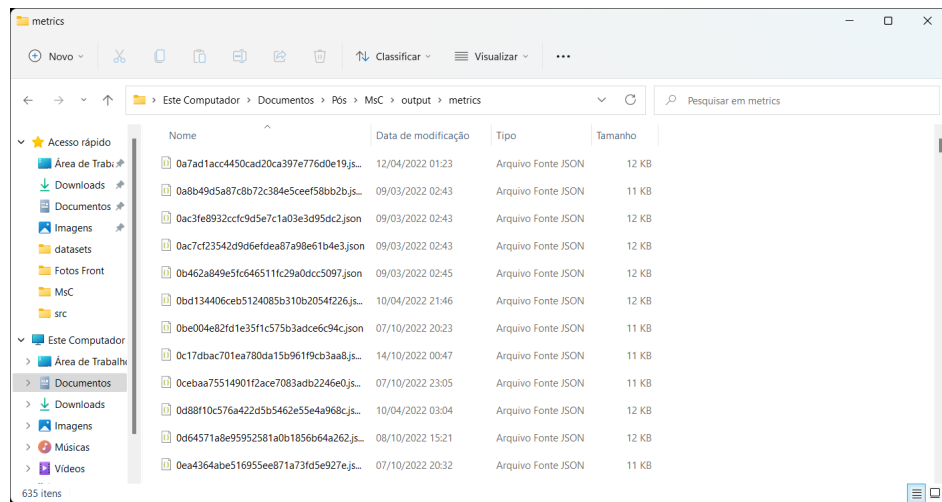 metrics
Novo
Classificar
Visualizar
Este Computador > Documentos > Pós > MsC > output > metrics
Pesquisar em metrics
Nome Data de modificação Tipo Tamanho
Acesso rápido
Área de Traba
Downloads
Documentos
Imagens
datasets
Fotos Front
MsC
src
Este Computador
Área de Trabalho
Documentos
Downloads
Imagens
Músicas
Vídeos
0a7ad1acc4450cad20ca397e776d0e19.js... 12/04/2022 01:23 Arquivo Fonte JSON 12 KB
0a8b49d5a87c8b72c384e5ceef58bb2b.js... 09/03/2022 02:43 Arquivo Fonte JSON 11 KB
0ac3fe8932ccfc9d5e7c1a03e3d95dc2.json 09/03/2022 02:43 Arquivo Fonte JSON 12 KB
0ac7cf23542d9d6efdea87a98e61b4e3.json 09/03/2022 02:43 Arquivo Fonte JSON 12 KB
0b462a849e5fc646511fc29a0dcc5097.json 09/03/2022 02:45 Arquivo Fonte JSON 12 KB
0bd134406ceb5124085b310b2054f226.js... 10/04/2022 21:46 Arquivo Fonte JSON 12 KB
0be004e82fd1e35f1c575b3adce6c94c.json 07/10/2022 20:23 Arquivo Fonte JSON 11 KB
0c17dbac701ea780da15b961f9cb3aa8.js... 14/10/2022 00:47 Arquivo Fonte JSON 11 KB
0cebaa75514901f2ace7083adb2246e0.js... 07/10/2022 23:05 Arquivo Fonte JSON 11 KB
0d88f10c576a422d5b5462e55e4a968c.js... 10/04/2022 03:04 Arquivo Fonte JSON 12 KB
0d64571a8e95952581a0b1856b64a262.js... 08/10/2022 15:21 Arquivo Fonte JSON 12 KB
0ea4364abe516955ee871a73fd5e927e.js... 07/10/2022 20:32 Arquivo Fonte JSON 11 KB
635 itens